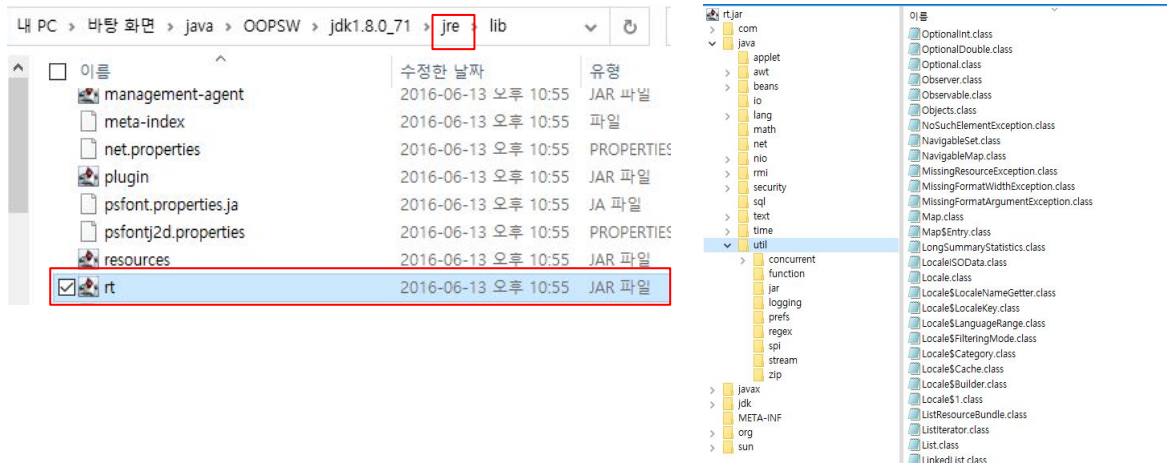 내 PC > 바탕 화면 > java > OOPSW > jdk1.8.0_71 > jre > lib
이름 수정한 날짜 유형
management-agent 2016-06-13 오후 10:55 JAR 파일
meta-index 2016-06-13 오후 10:55 파일
net.properties 2016-06-13 오후 10:55 PROPERTIES
plugin 2016-06-13 오후 10:55 JAR 파일
psfont.properties.ja 2016-06-13 오후 10:55 JA 파일
psfontj2d.properties 2016-06-13 오후 10:55 PROPERTIES
resources 2016-06-13 오후 10:55 JAR 파일
rt 2016-06-13 오후 10:55 JAR 파일
rt.jar
com
java
applet
awt
beans
io
lang
math
net
nio
rmi
security
sql
text
time
util
concurrent
function
jar
logging
prefs
regex
spi
stream
zip
javax
jdk
META-INF
org
sun
이름
OptionalInt.class
OptionalDouble.class
Optional.class
Observer.class
Observable.class
Objects.class
NoSuchElementException.class
NavigableSet.class
NavigableMap.class
MissingResourceException.class
MissingFormatWidthException.class
MissingFormatArgumentException.class
Map.class
Map$Entry.class
LongSummaryStatistics.class
LocaleISOData.class
Locale.class
Locale$LocaleNameGetter.class
Locale$LocaleKey.class
Locale$LanguageRange.class
Locale$FilteringMode.class
Locale$Category.class
Locale$Cache.class
Locale$Builder.class
Locale$1.class
ListResourceBundle.class
ListIterator.class
List.class
LinkedList.class